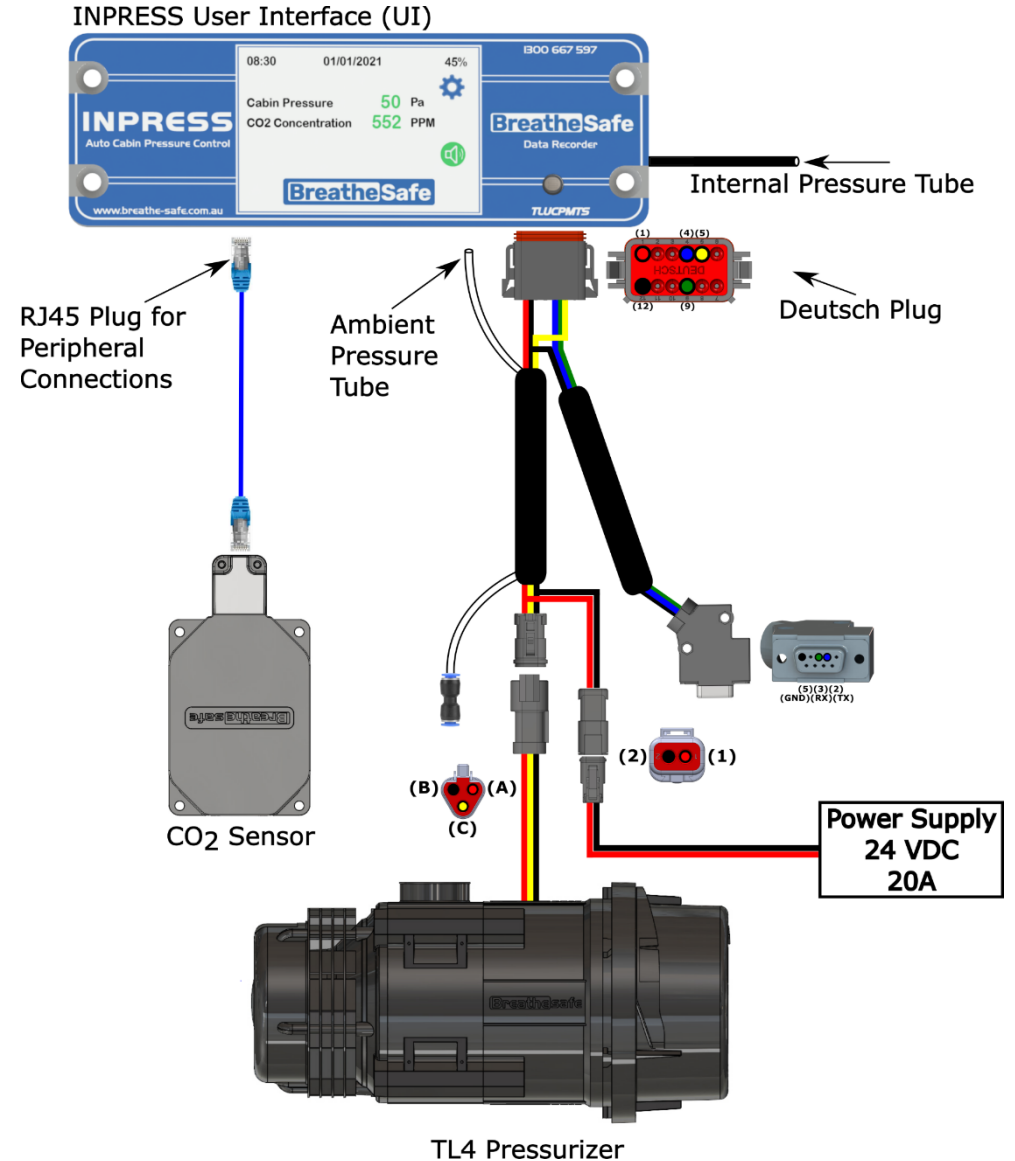 INPRESS User Interface (UI)
1300 667 597
08:30 01/01/2021 45%
Cabin Pressure 50 Pa
CO2 Concentration 552 PPM
INPRESS
Auto Cabin Pressure Control
BreatheSafe
Data Recorder
BreatheSafe
www.breathe-safe.com.au
TLUCPMTS
Internal Pressure Tube
(1) (4)(5)
DEUTSCH
(12) (9)
Deutsch Plug
RJ45 Plug for
Peripheral
Connections
Ambient
Pressure
Tube
(5)(3)(2)
(GND)(RX)(TX)
Breathesafe
CO2 Sensor
(2) (1)
(B) (A)
(C)
Power Supply
24 VDC
20A
Breathesafe
TL4 Pressurizer